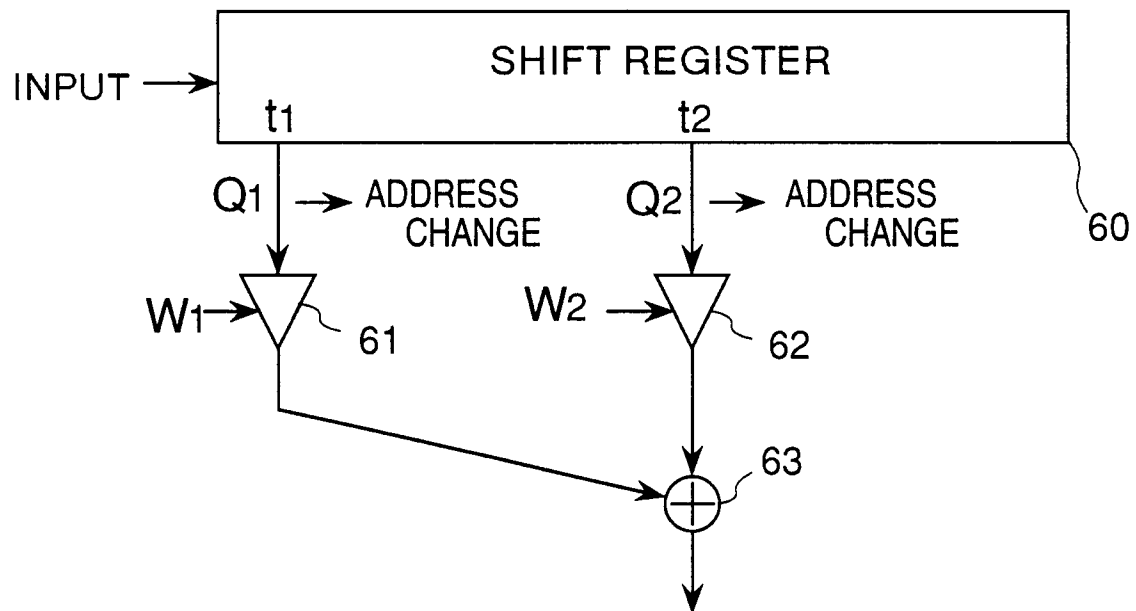 SHIFT REGISTER
INPUT
t1
t2
Q1
ADDRESS
CHANGE
Q2
ADDRESS
CHANGE
60
W1
61
W2
62
63